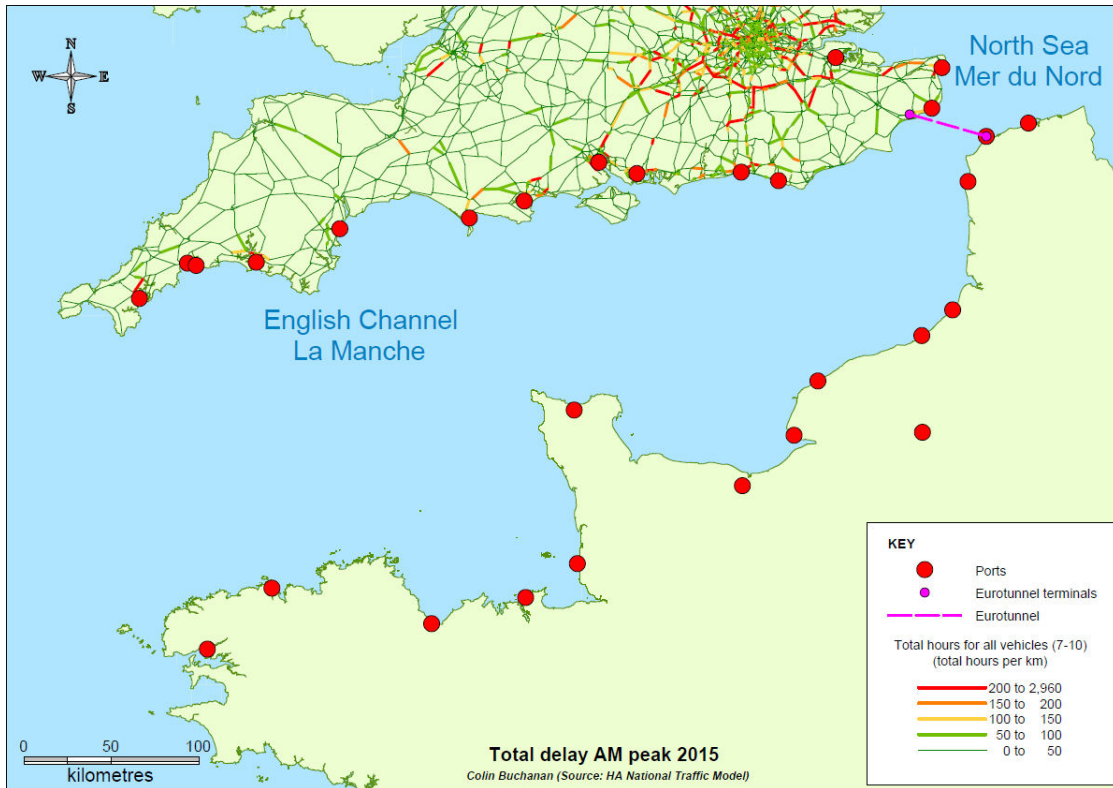 N
W E
S
North Sea
Mer du Nord
English Channel
La Manche
KEY
Ports
Eurotunnel terminals
Eurotunnel
Total hours for all vehicles (7-10)
(total hours per km)
200 to 2,960
150 to 200
100 to 150
50 to 100
0 to 50
0 50 100
kilometres
Total delay AM peak 2015
Colin Buchanan (Source: HA National Traffic Model)